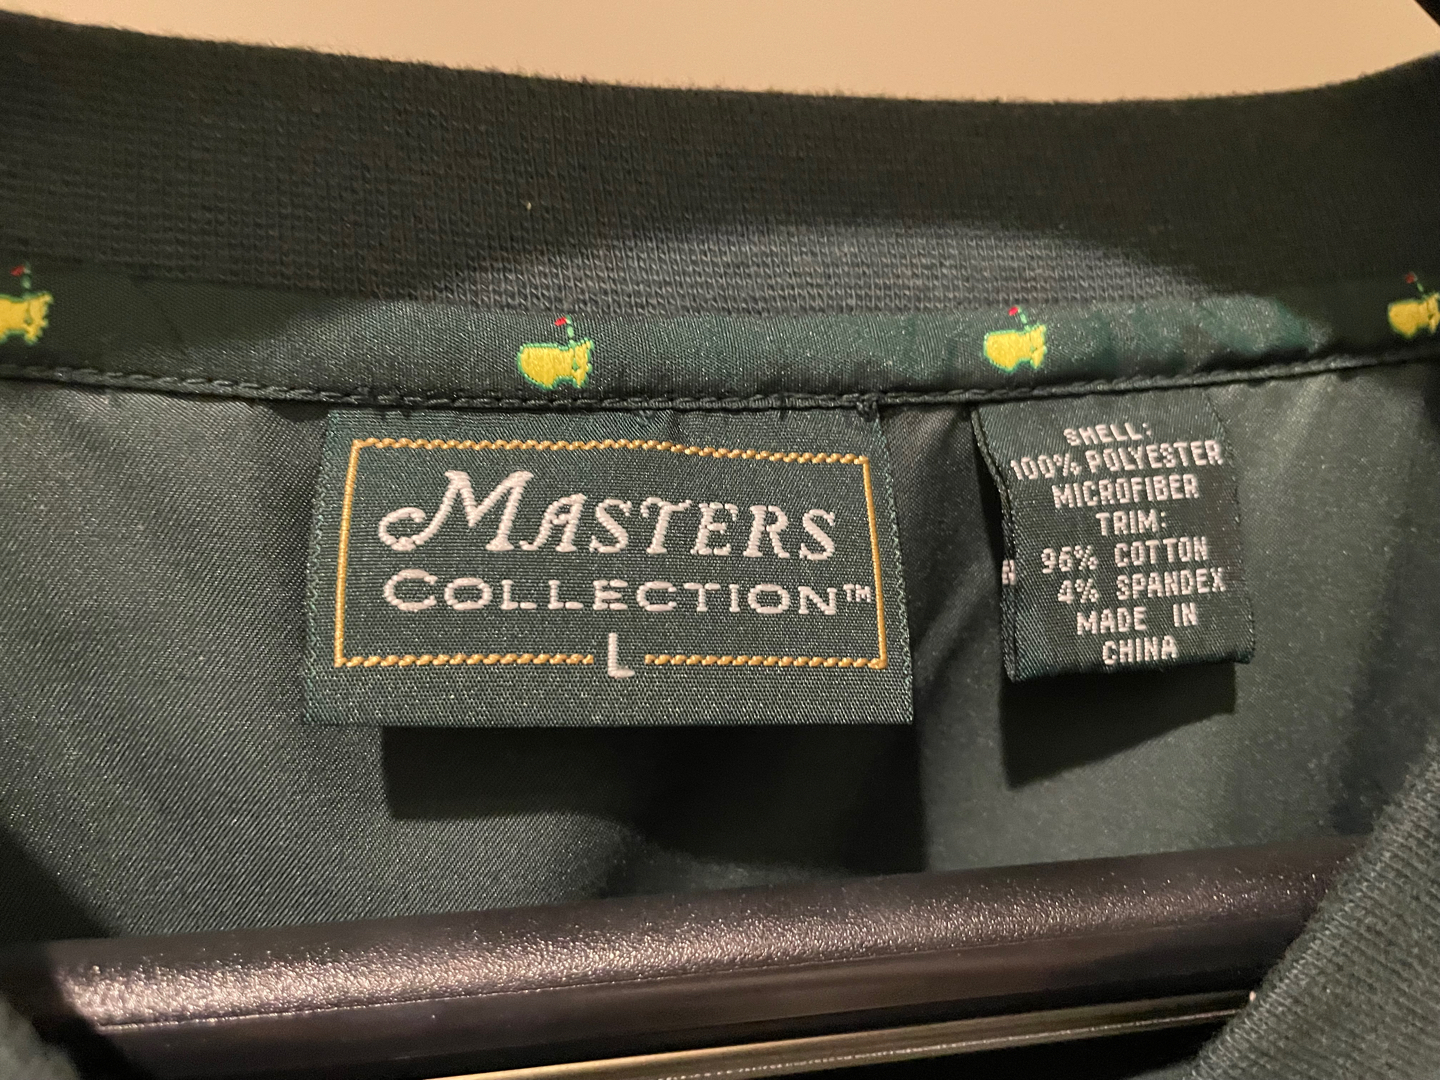 MASTERS
COLLECTION™
L
SHELL:
100% POLYESTER
MICROFIBER
TRIM:
96% COTTON
4% SPANDEX
MADE IN
CHINA